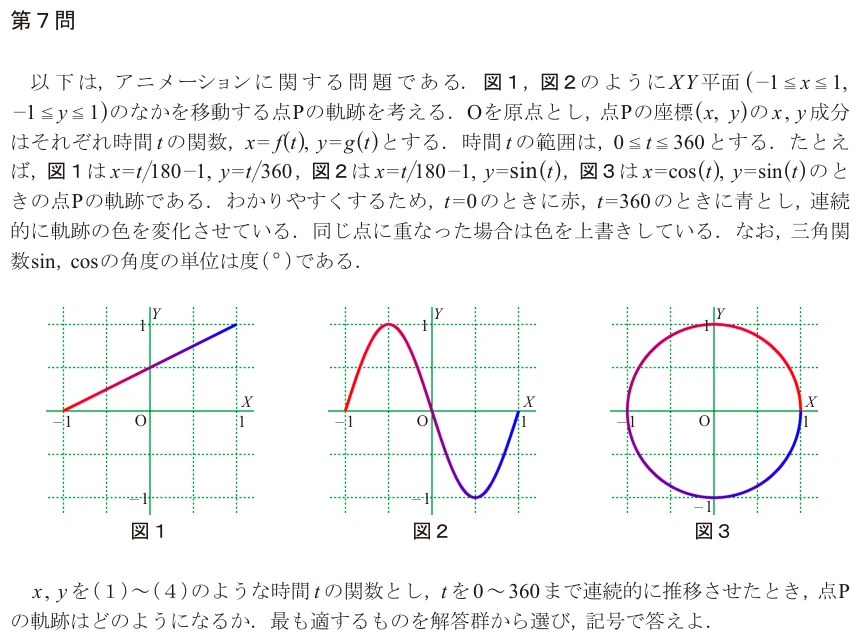 第7問
以下は，アニメーションに関する問題である．図1，図2のようにXY平面 (−1≦x≦1,
−1≦y≦1)のなかを移動する点Pの軌跡を考える．Oを原点とし，点Pの座標(x, y)のx, y成分
はそれぞれ時間tの関数，x=f(t), y=g(t)とする．時間tの範囲は，0≦t≦360とする．たとえ
ば，図1はx=t/180−1, y=t/360，図2はx=t/180−1, y=sin(t)，図3はx=cos(t), y=sin(t)のと
きの点Pの軌跡である．わかりやすくするため，t=0のときに赤，t=360のときに青とし，連続
的に軌跡の色を変化させている．同じ点に重なった場合は色を上書きしている．なお，三角関
数sin, cosの角度の単位は度(°)である．
Y
1
X
−1
O
1
−1
図1
Y
1
X
−1
O
1
−1
図2
Y
1
X
−1
O
1
−1
図3
x, yを(1)～(4)のような時間tの関数とし，tを0～360まで連続的に推移させたとき，点P
の軌跡はどのようになるか．最も適するものを解答群から選び，記号で答えよ．